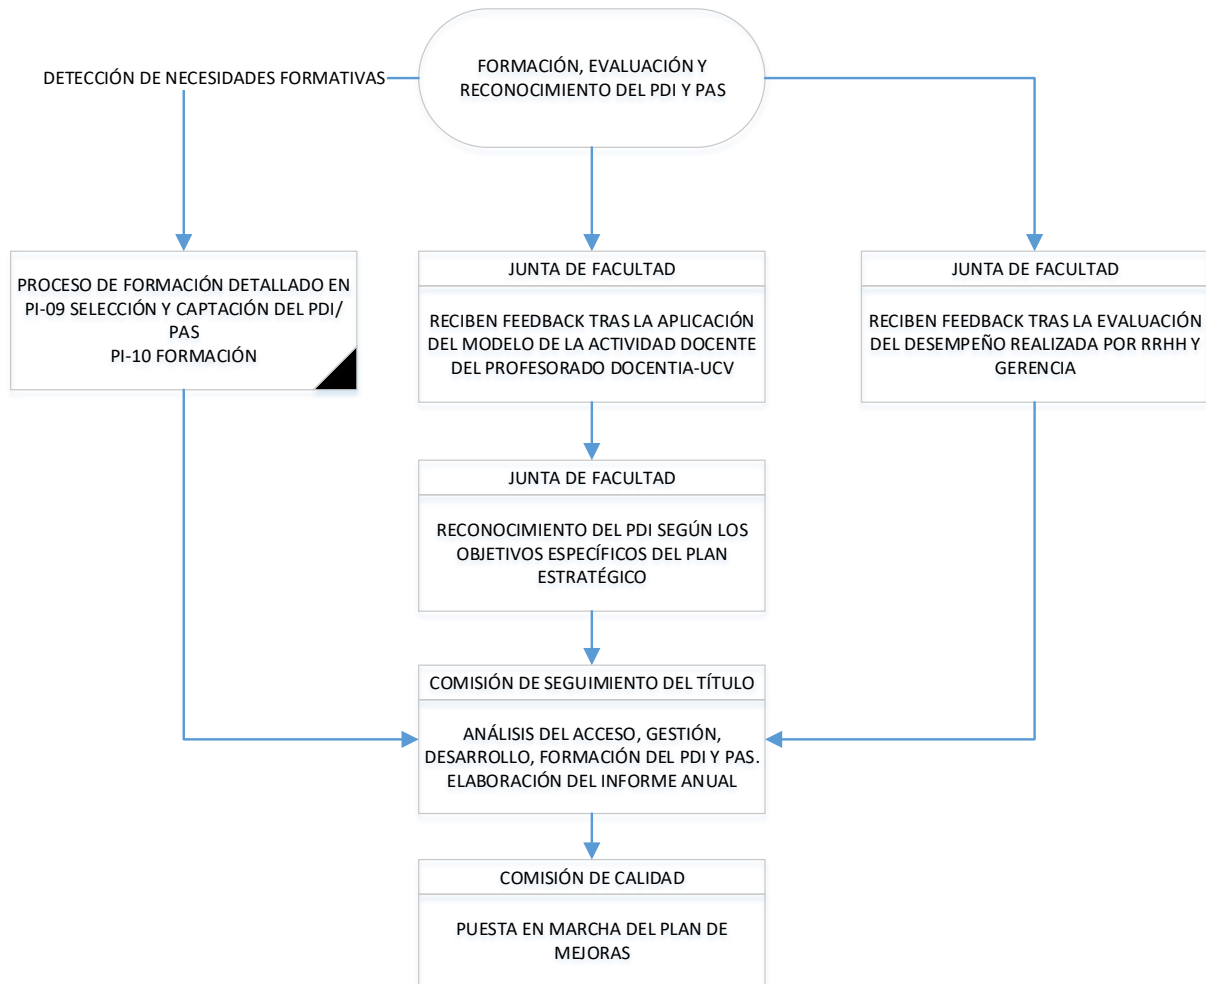 FORMACIÓN, EVALUACIÓN Y
RECONOCIMIENTO DEL PDI Y PAS
DETECCIÓN DE NECESIDADES FORMATIVAS
PROCESO DE FORMACIÓN DETALLADO EN
PI-09 SELECCIÓN Y CAPTACIÓN DEL PDI/
PAS
PI-10 FORMACIÓN
JUNTA DE FACULTAD
RECIBEN FEEDBACK TRAS LA APLICACIÓN
DEL MODELO DE LA ACTIVIDAD DOCENTE
DEL PROFESORADO DOCENTIA-UCV
JUNTA DE FACULTAD
RECIBEN FEEDBACK TRAS LA EVALUACIÓN
DEL DESEMPEÑO REALIZADA POR RRHH Y
GERENCIA
JUNTA DE FACULTAD
RECONOCIMIENTO DEL PDI SEGÚN LOS
OBJETIVOS ESPECÍFICOS DEL PLAN
ESTRATÉGICO
COMISIÓN DE SEGUIMIENTO DEL TÍTULO
ANÁLISIS DEL ACCESO, GESTIÓN,
DESARROLLO, FORMACIÓN DEL PDI Y PAS.
ELABORACIÓN DEL INFORME ANUAL
COMISIÓN DE CALIDAD
PUESTA EN MARCHA DEL PLAN DE
MEJORAS